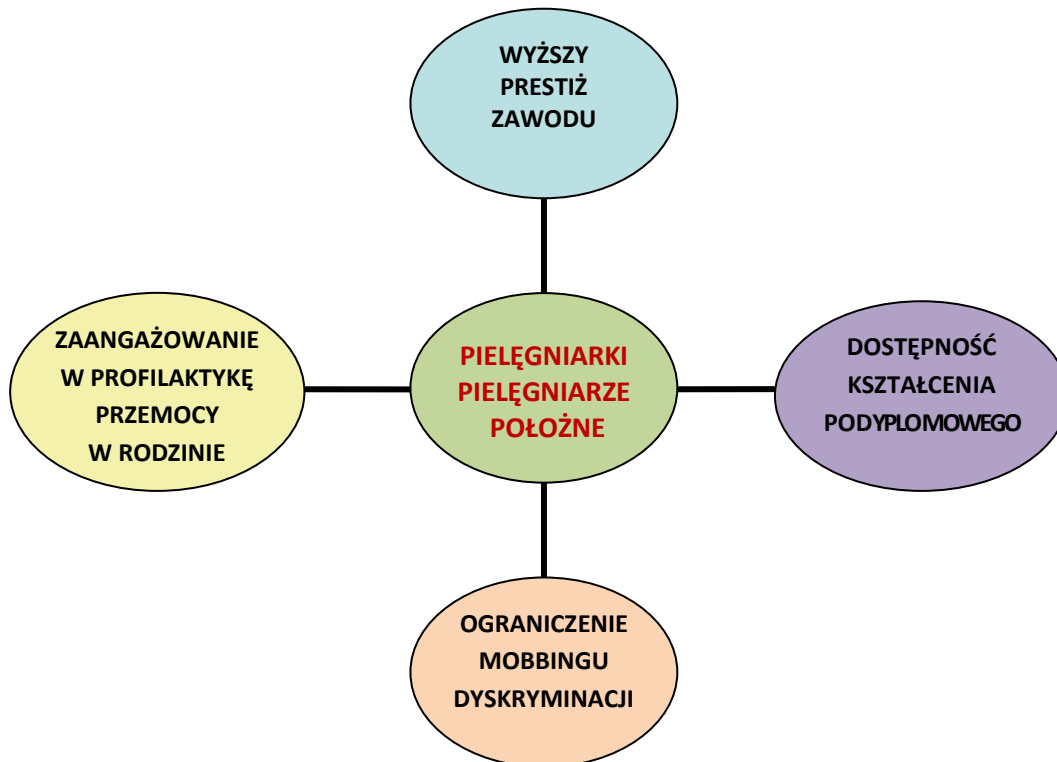 WYŻSZY
PRESTIŻ
ZAWODU
ZAANGAŻOWANIE
W PROFILAKTYKĘ
PRZEMOCY
W RODZINIE
PIELĘGNIARKI
PIELĘGNIARZE
POŁOŻNE
DOSTĘPNOŚĆ
KSZTAŁCENIA
PODYPLOMOWEGO
OGRANICZENIE
MOBBINGU
DYSKRYMINACJI